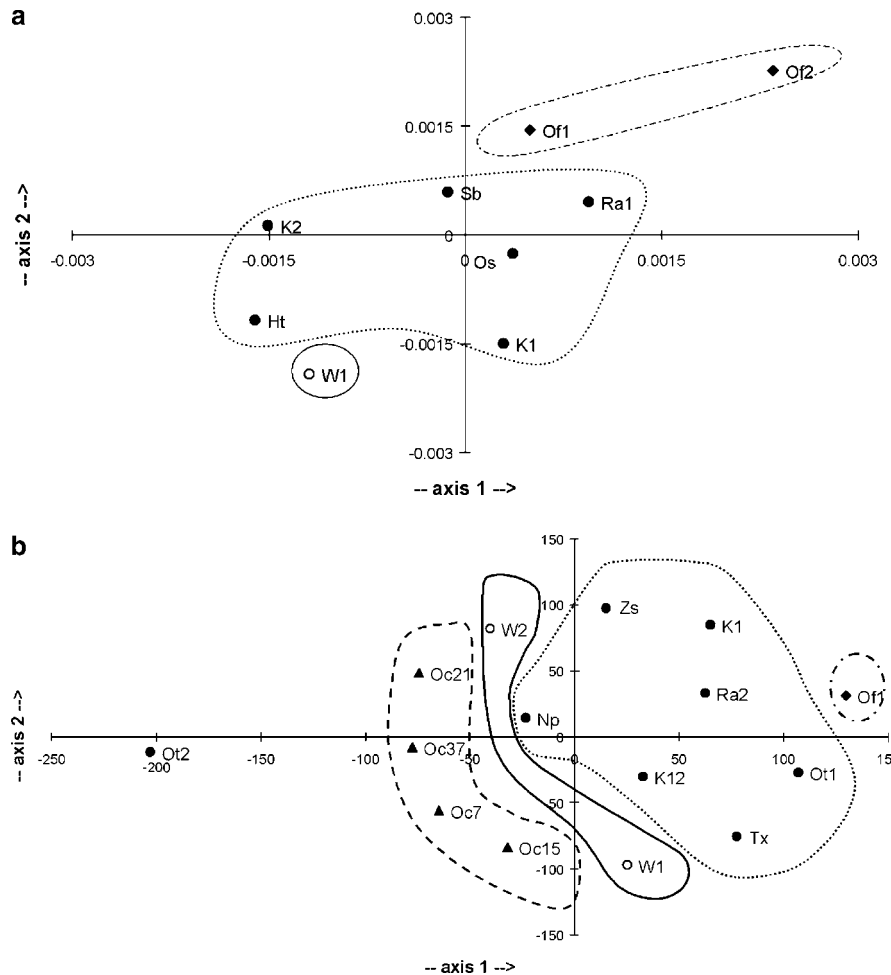 a
0.003
Of2
0.0015
Of1
Sb
Ra1
K2
-- axis 2 -->
0
-0.003
-0.0015
0
0.0015
0.003
Os
Ht
K1
-0.0015
W1
-0.003
-- axis 1 -->
b
150
Zs
100
W2
K1
50
Oc21
Ra2
Of1
Np
-- axis 2 -->
0
Oc37
Ot2
-250
-200
-150
-100
-50
0
50
100
15
K12
Ot1
-50
Oc7
Tx
Oc15
W1
-100
-150
-- axis 1 -->